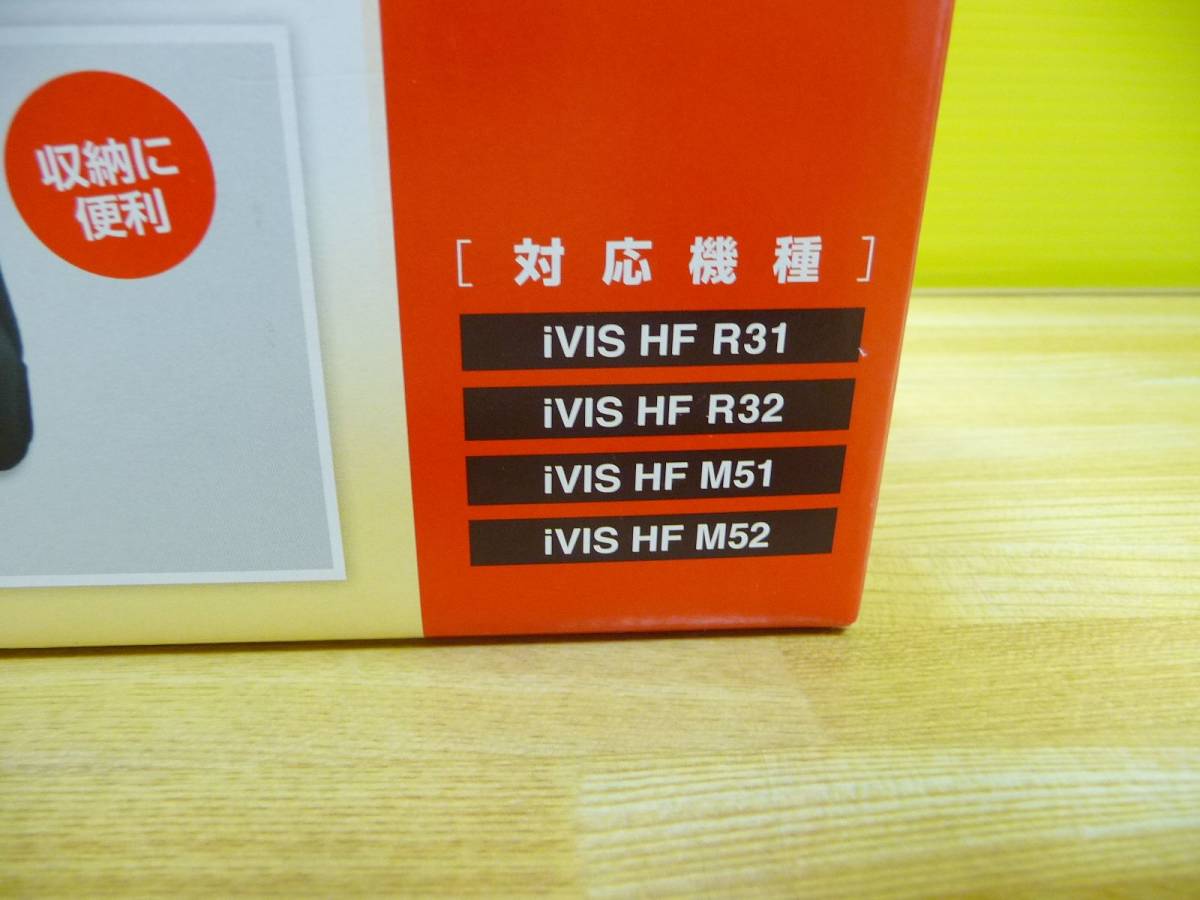 収納に
便利
[対応機種]
iVIS HF R31
iVIS HF R32
iVIS HF M51
iVIS HF M52